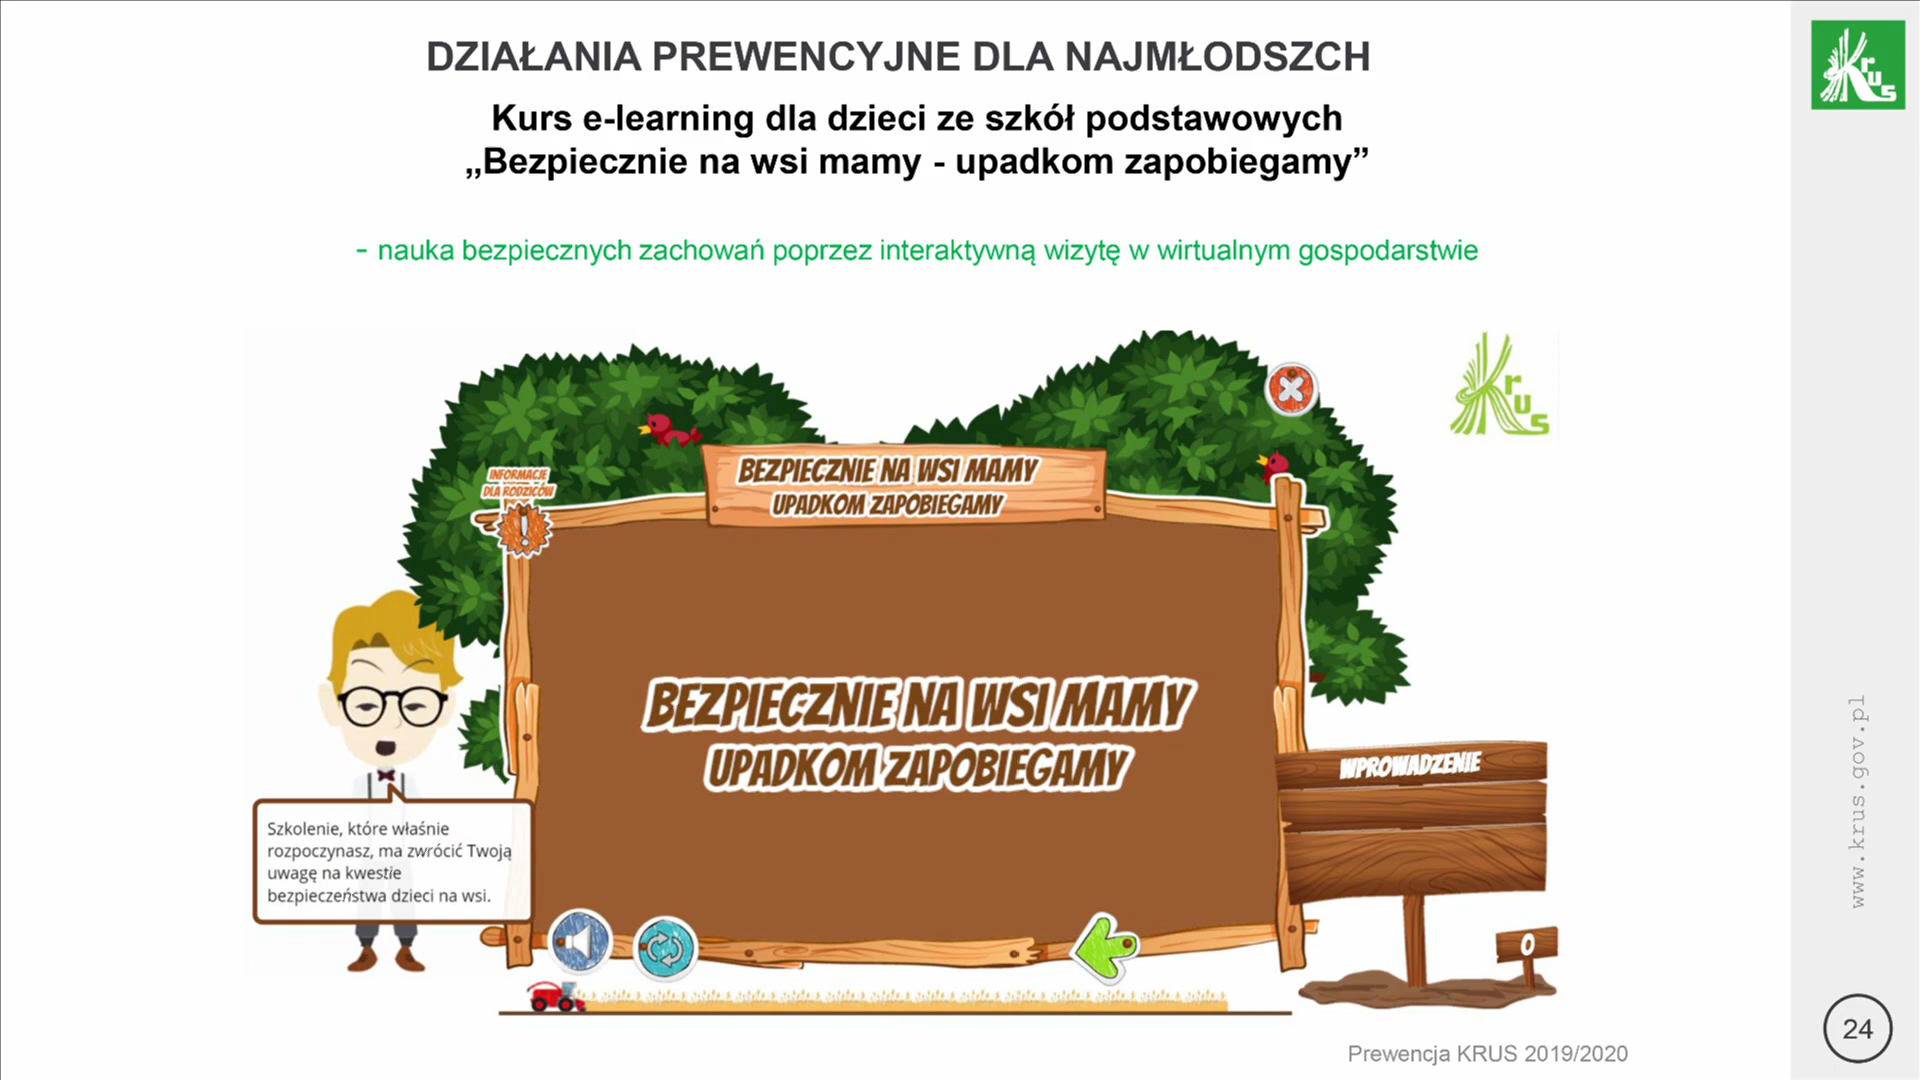 DZIAŁANIA PREWENCYJNE DLA NAJMŁODSZCH
Krus
Kurs e-learning dla dzieci ze szkół podstawowych
„Bezpiecznie na wsi mamy - upadkom zapobiegamy”
- nauka bezpiecznych zachowań poprzez interaktywną wizytę w wirtualnym gospodarstwie
Krus
BEZPIECZNIE NA WSI MAMY
UPADKOM ZAPOBIEGAMY
INFORMACJE
DLA RODZICÓW
!
BEZPIECZNIE NA WSI MAMY
UPADKOM ZAPOBIEGAMY
WPROWADZENIE
Szkolenie, które właśnie
rozpoczynasz, ma zwrócić Twoją
uwagę na kwestie
bezpieczeństwa dzieci na wsi.
0
www.krus.gov.pl
24
Prewencja KRUS 2019/2020